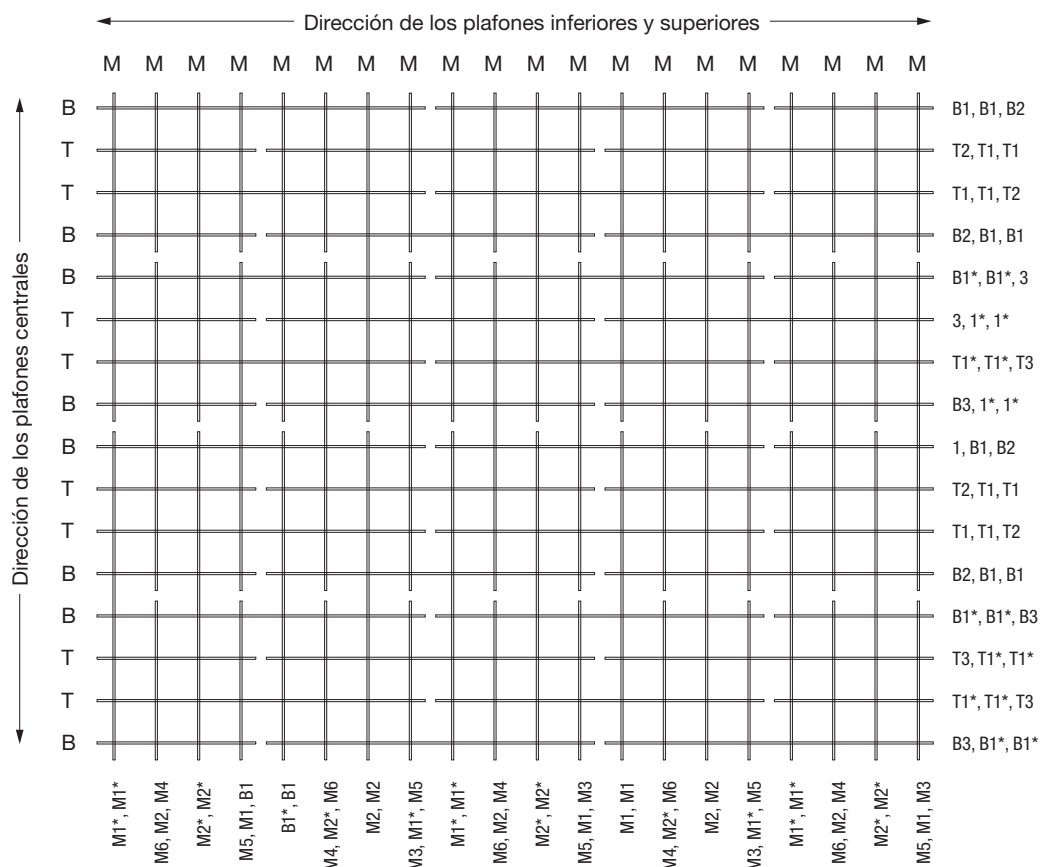 Dirección de los plafones inferiores y superiores
M M M M M M M M M M M M M M M M M M M M
Dirección de los plafones centrales
B B1, B1, B2
T T2, T1, T1
T T1, T1, T2
B B2, B1, B1
B B1*, B1*, 3
T 3, 1*, 1*
T T1*, T1*, T3
B B3, 1*, 1*
B 1, B1, B2
T T2, T1, T1
T T1, T1, T2
B B2, B1, B1
B B1*, B1*, B3
T T3, T1*, T1*
T T1*, T1*, T3
B B3, B1*, B1*
M1*, M1*
M6, M2, M4
M2*, M2*
M5, M1, B1
B1*, B1
M4, M2*, M6
M2, M2
M3, M1*, M5
M1*, M1*
M6, M2, M4
M2*, M2*
M5, M1, M3
M1, M1
M4, M2*, M6
M2, M2
M3, M1*, M5
M1*, M1*
M6, M2, M4
M2*, M2*
M5, M1, M3